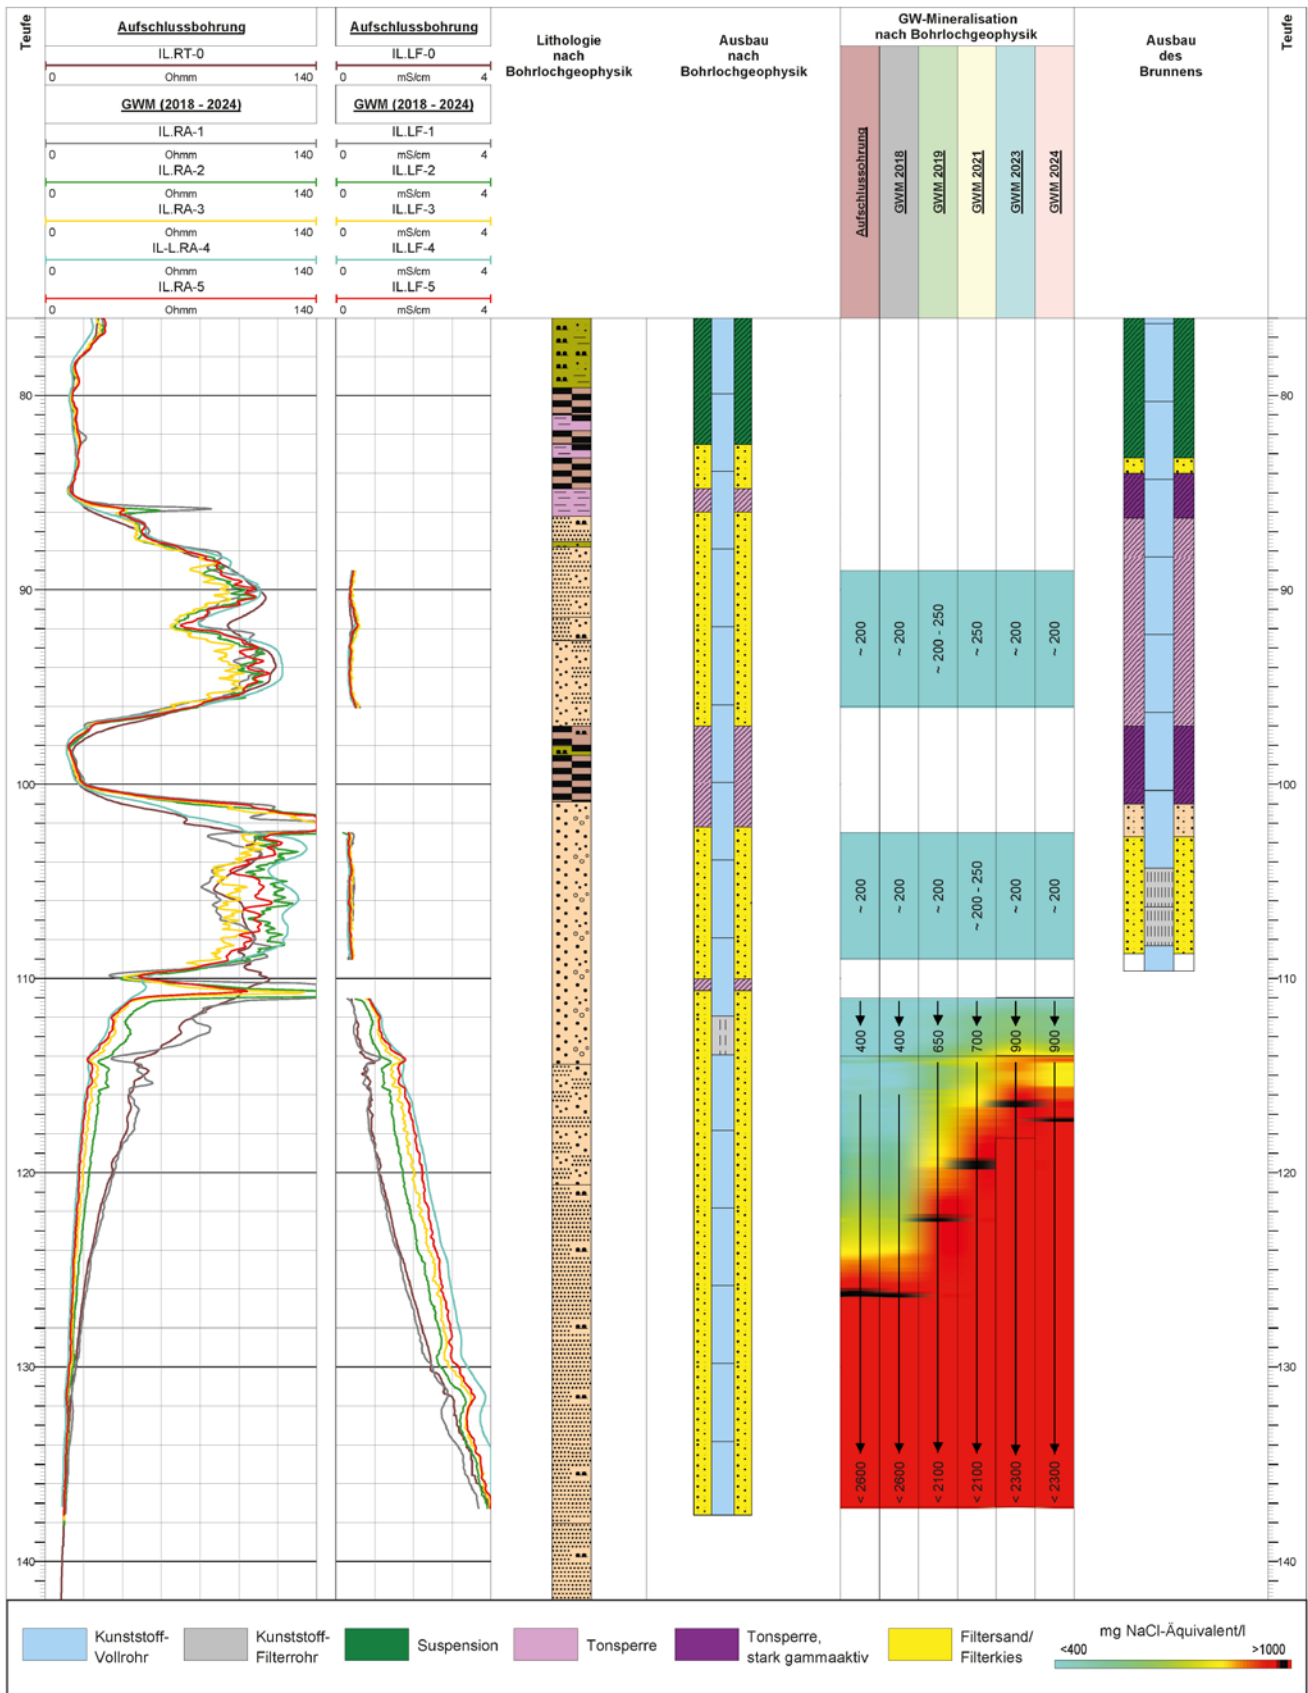 Teufe
Aufschlussbohrung
IL.RT-0
0 Ohmm 140
GWM (2018 - 2024)
IL.RA-1
0 Ohmm 140
IL.RA-2
0 Ohmm 140
IL.RA-3
0 Ohmm 140
IL-L.RA-4
0 Ohmm 140
IL.RA-5
0 Ohmm 140
Aufschlussbohrung
IL.LF-0
0 mS/cm 4
GWM (2018 - 2024)
IL.LF-1
0 mS/cm 4
IL.LF-2
0 mS/cm 4
IL.LF-3
0 mS/cm 4
IL.LF-4
0 mS/cm 4
IL.LF-5
0 mS/cm 4
Lithologie
nach
Bohrlochgeophysik
Ausbau
nach
Bohrlochgeophysik
GW-Mineralisation
nach Bohrlochgeophysik
Aufschlussohrung
GWM 2018
GWM 2019
GWM 2021
GWM 2023
GWM 2024
Ausbau
des
Brunnens
Teufe
80
90
100
110
120
130
140
~ 200
~ 200
~ 200 - 250
~ 250
~ 200
~ 200
~ 200
~ 200
~ 200
~ 200 - 250
~ 200
~ 200
400
400
650
700
900
900
< 2600
< 2600
< 2100
< 2100
< 2300
< 2300
80
90
100
110
120
130
140
Kunststoff-
Vollrohr
Kunststoff-
Filterrohr
Suspension
Tonsperre
Tonsperre,
stark gammaaktiv
Filtersand/
Filterkies
mg NaCl-Äquivalent/l
<400 >1000